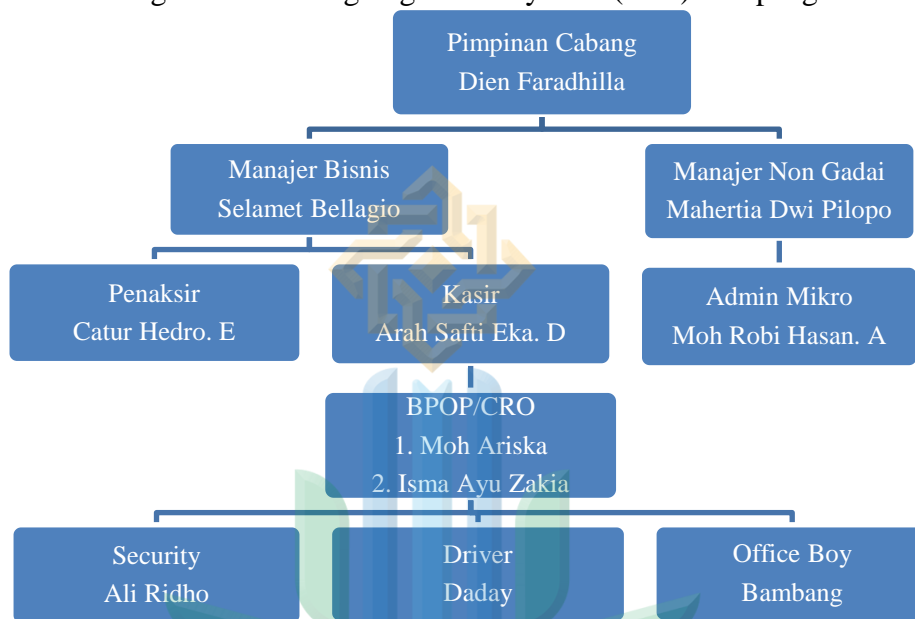 Pimpinan Cabang
Dien Faradhilla
Manajer Bisnis
Selamet Bellagio
Manajer Non Gadai
Mahertia Dwi Pilopo
Penaksir
Catur Hedro. E
Kasir
Arah Safti Eka. D
Admin Mikro
Moh Robi Hasan. A
BPOP/CRO
1. Moh Ariska
2. Isma Ayu Zakia
Security
Ali Ridho
Driver
Daday
Office Boy
Bambang